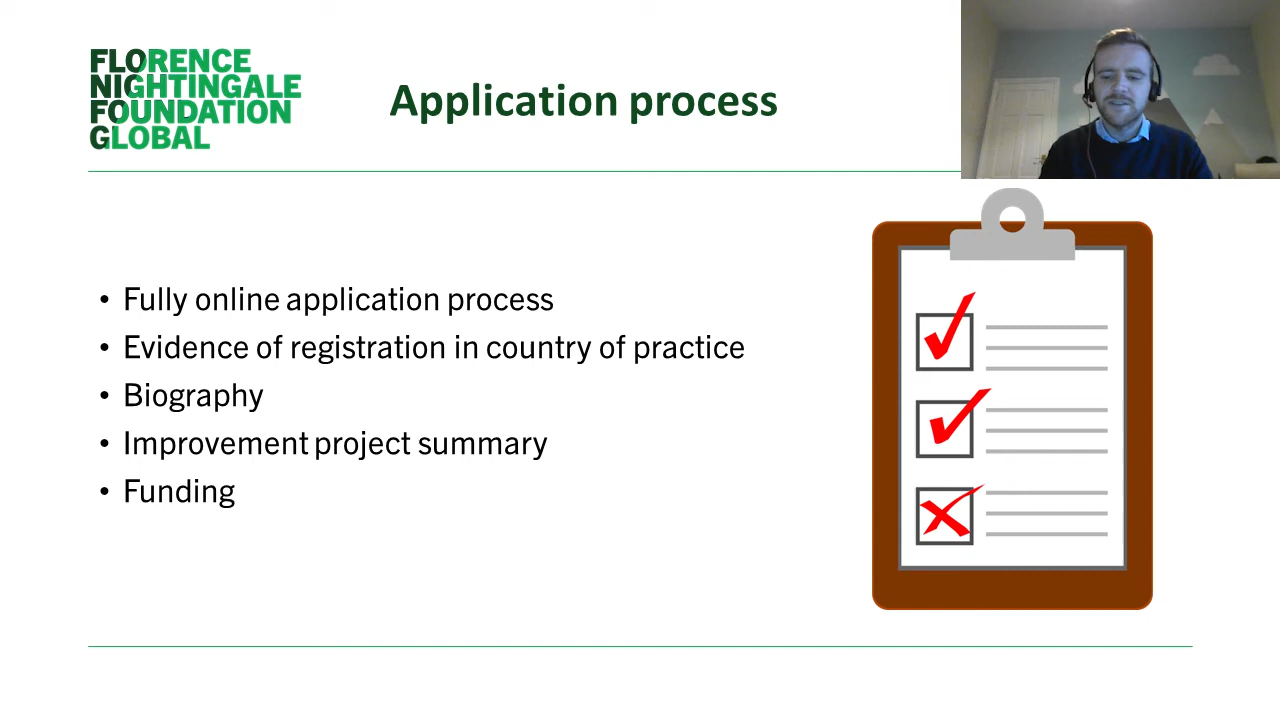 FLORENCE
NIGHTINGALE
FOUNDATION
GLOBAL
Application process
• Fully online application process
• Evidence of registration in country of practice
• Biography
• Improvement project summary
• Funding